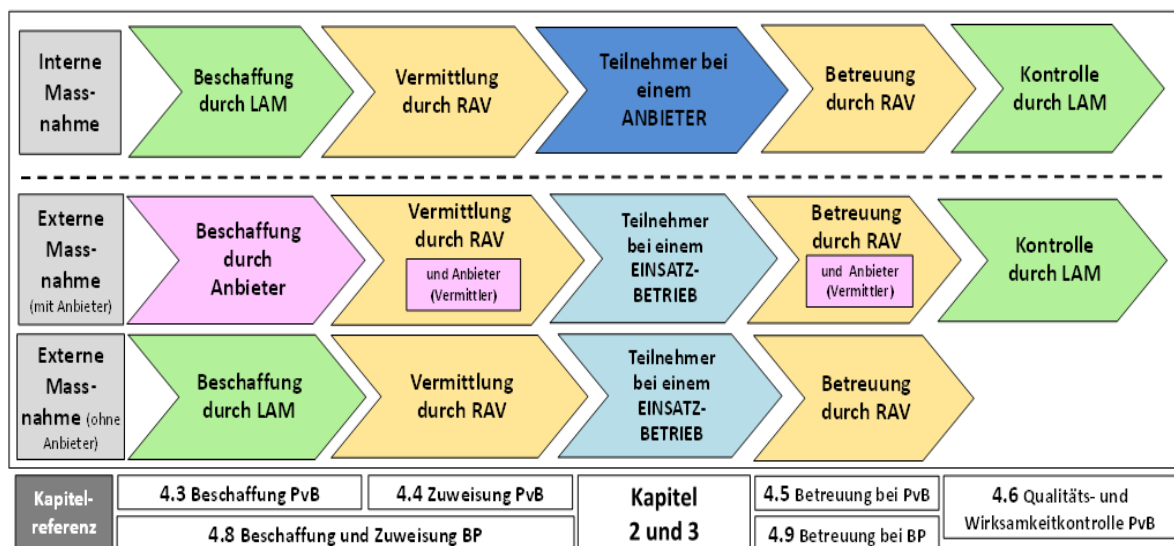 Interne
Mass-
nahme
Beschaffung
durch LAM
Vermittlung
durch RAV
Teilnehmer bei
einem
ANBIETER
Betreuung
durch RAV
Kontrolle
durch LAM
Externe
Mass-
nahme
(mit Anbieter)
Beschaffung
durch
Anbieter
Vermittlung
durch RAV
und Anbieter
(Vermittler)
Teilnehmer
bei einem
EINSATZ-
BETRIEB
Betreuung
durch RAV
und Anbieter
(Vermittler)
Kontrolle
durch LAM
Externe
Mass-
nahme (ohne
Anbieter)
Beschaffung
durch LAM
Vermittlung
durch RAV
Teilnehmer
bei einem
EINSATZ-
BETRIEB
Betreuung
durch RAV
Kapitel-
referenz
4.3 Beschaffung PvB
4.4 Zuweisung PvB
4.8 Beschaffung und Zuweisung BP
Kapitel
2 und 3
4.5 Betreuung bei PvB
4.9 Betreuung bei BP
4.6 Qualitäts- und
Wirksamkeitkontrolle PvB